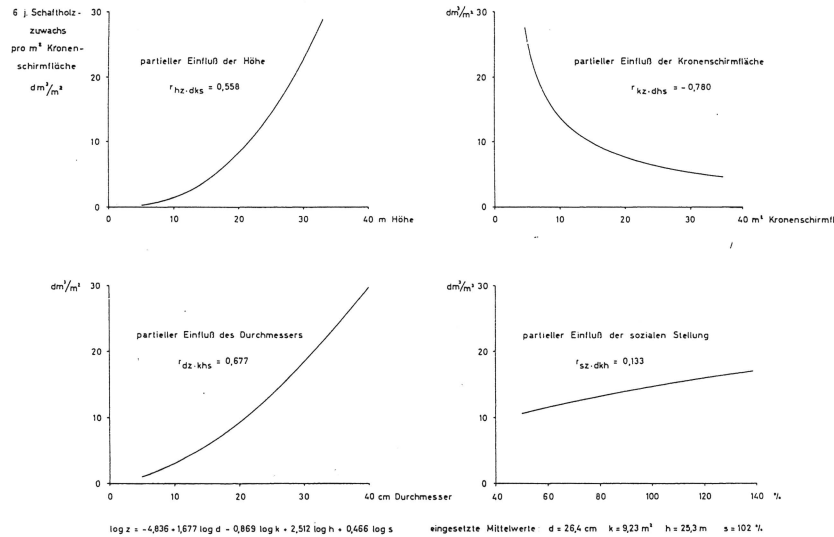 6 j. Schaftholz-
zuwachs
pro m² Kronen-
schirmfläche
dm³/m²
30
20
10
0
partieller Einfluß der Höhe
r hz·dks = 0,558
0 10 20 30 40 m Höhe
dm³/m²
30
20
10
0
partieller Einfluß der Kronenschirmfläche
r kz·dhs = - 0,780
0 10 20 30 40 m² Kronenschirmfl
dm³/m²
30
20
10
0
partieller Einfluß des Durchmessers
r dz·khs = 0,677
0 10 20 30 40 cm Durchmesser
dm³/m²
30
20
10
0
partieller Einfluß der sozialen Stellung
r sz·dkh = 0,133
40 60 80 100 120 140 %
log z = -4,836 + 1,677 log d - 0,869 log k + 2,512 log h + 0,466 log s
eingesetzte Mittelwerte d = 26,4 cm k = 9,23 m² h = 25,3 m s = 102 %